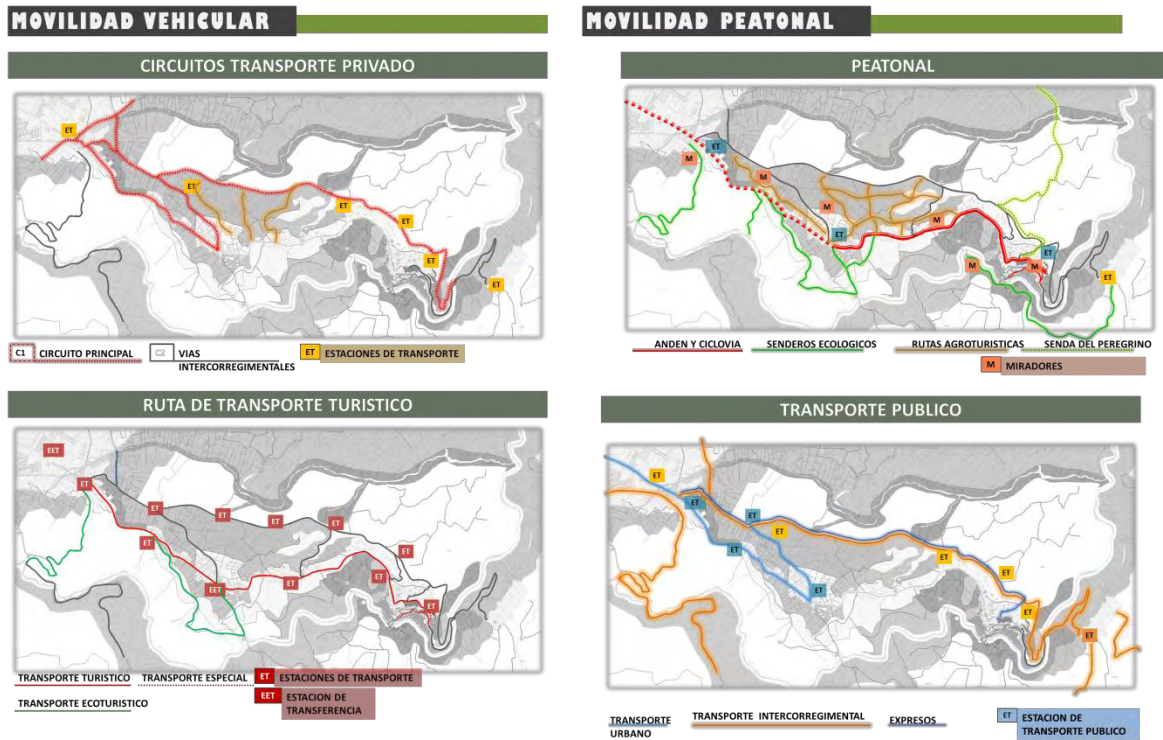 MOVILIDAD VEHICULAR
CIRCUITOS TRANSPORTE PRIVADO
ET
ET
ET
ET
ET
ET
C1 CIRCUITO PRINCIPAL
C2 VIAS
INTERCORREGIMENTALES
ET ESTACIONES DE TRANSPORTE
RUTA DE TRANSPORTE TURISTICO
EET
ET
ET
ET
ET
ET
ET
ET
EET
ET
ET
ET
TRANSPORTE TURISTICO
TRANSPORTE ESPECIAL
ET ESTACIONES DE TRANSPORTE
TRANSPORTE ECOTURISTICO
EET ESTACION DE
TRANSFERENCIA
MOVILIDAD PEATONAL
PEATONAL
ET
M
M
M
M
ET
ET
M
M
ET
ANDEN Y CICLOVIA
SENDEROS ECOLOGICOS
RUTAS AGROTURISTICAS
SENDA DEL PEREGRINO
M MIRADORES
TRANSPORTE PUBLICO
ET
ET
ET
ET
ET
ET
ET
ET
ET
ET
TRANSPORTE
URBANO
TRANSPORTE INTERCORREGIMENTAL
EXPRESOS
ET ESTACION DE
TRANSPORTE PUBLICO